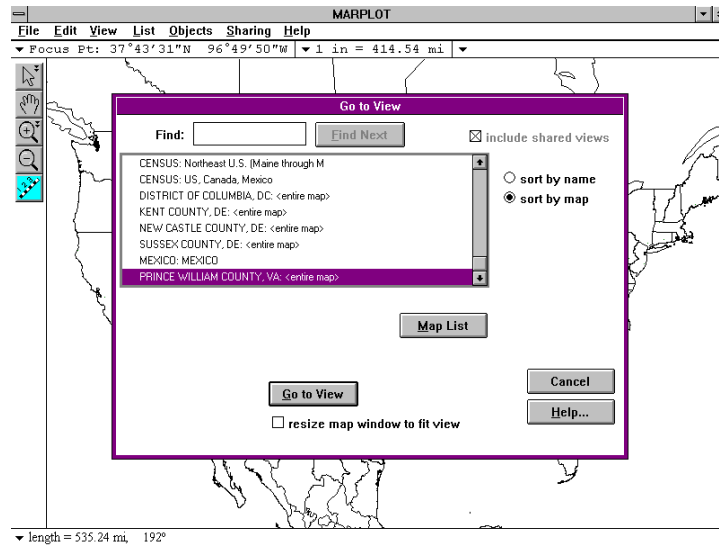 MARPLOT
File Edit View List Objects Sharing Help
Focus Pt: 37°43'31"N 96°49'50"W 1 in = 414.54 mi
Go to View
Find: Find Next include shared views
CENSUS: Northeast U.S. (Maine through M
CENSUS: US, Canada, Mexico
DISTRICT OF COLUMBIA, DC: <entire map>
KENT COUNTY, DE: <entire map>
NEW CASTLE COUNTY, DE: <entire map>
SUSSEX COUNTY, DE: <entire map>
MEXICO: MEXICO
PRINCE WILLIAM COUNTY, VA: <entire map>
sort by name
sort by map
Map List
Go to View
resize map window to fit view
Cancel
Help...
length = 535.24 mi, 192°